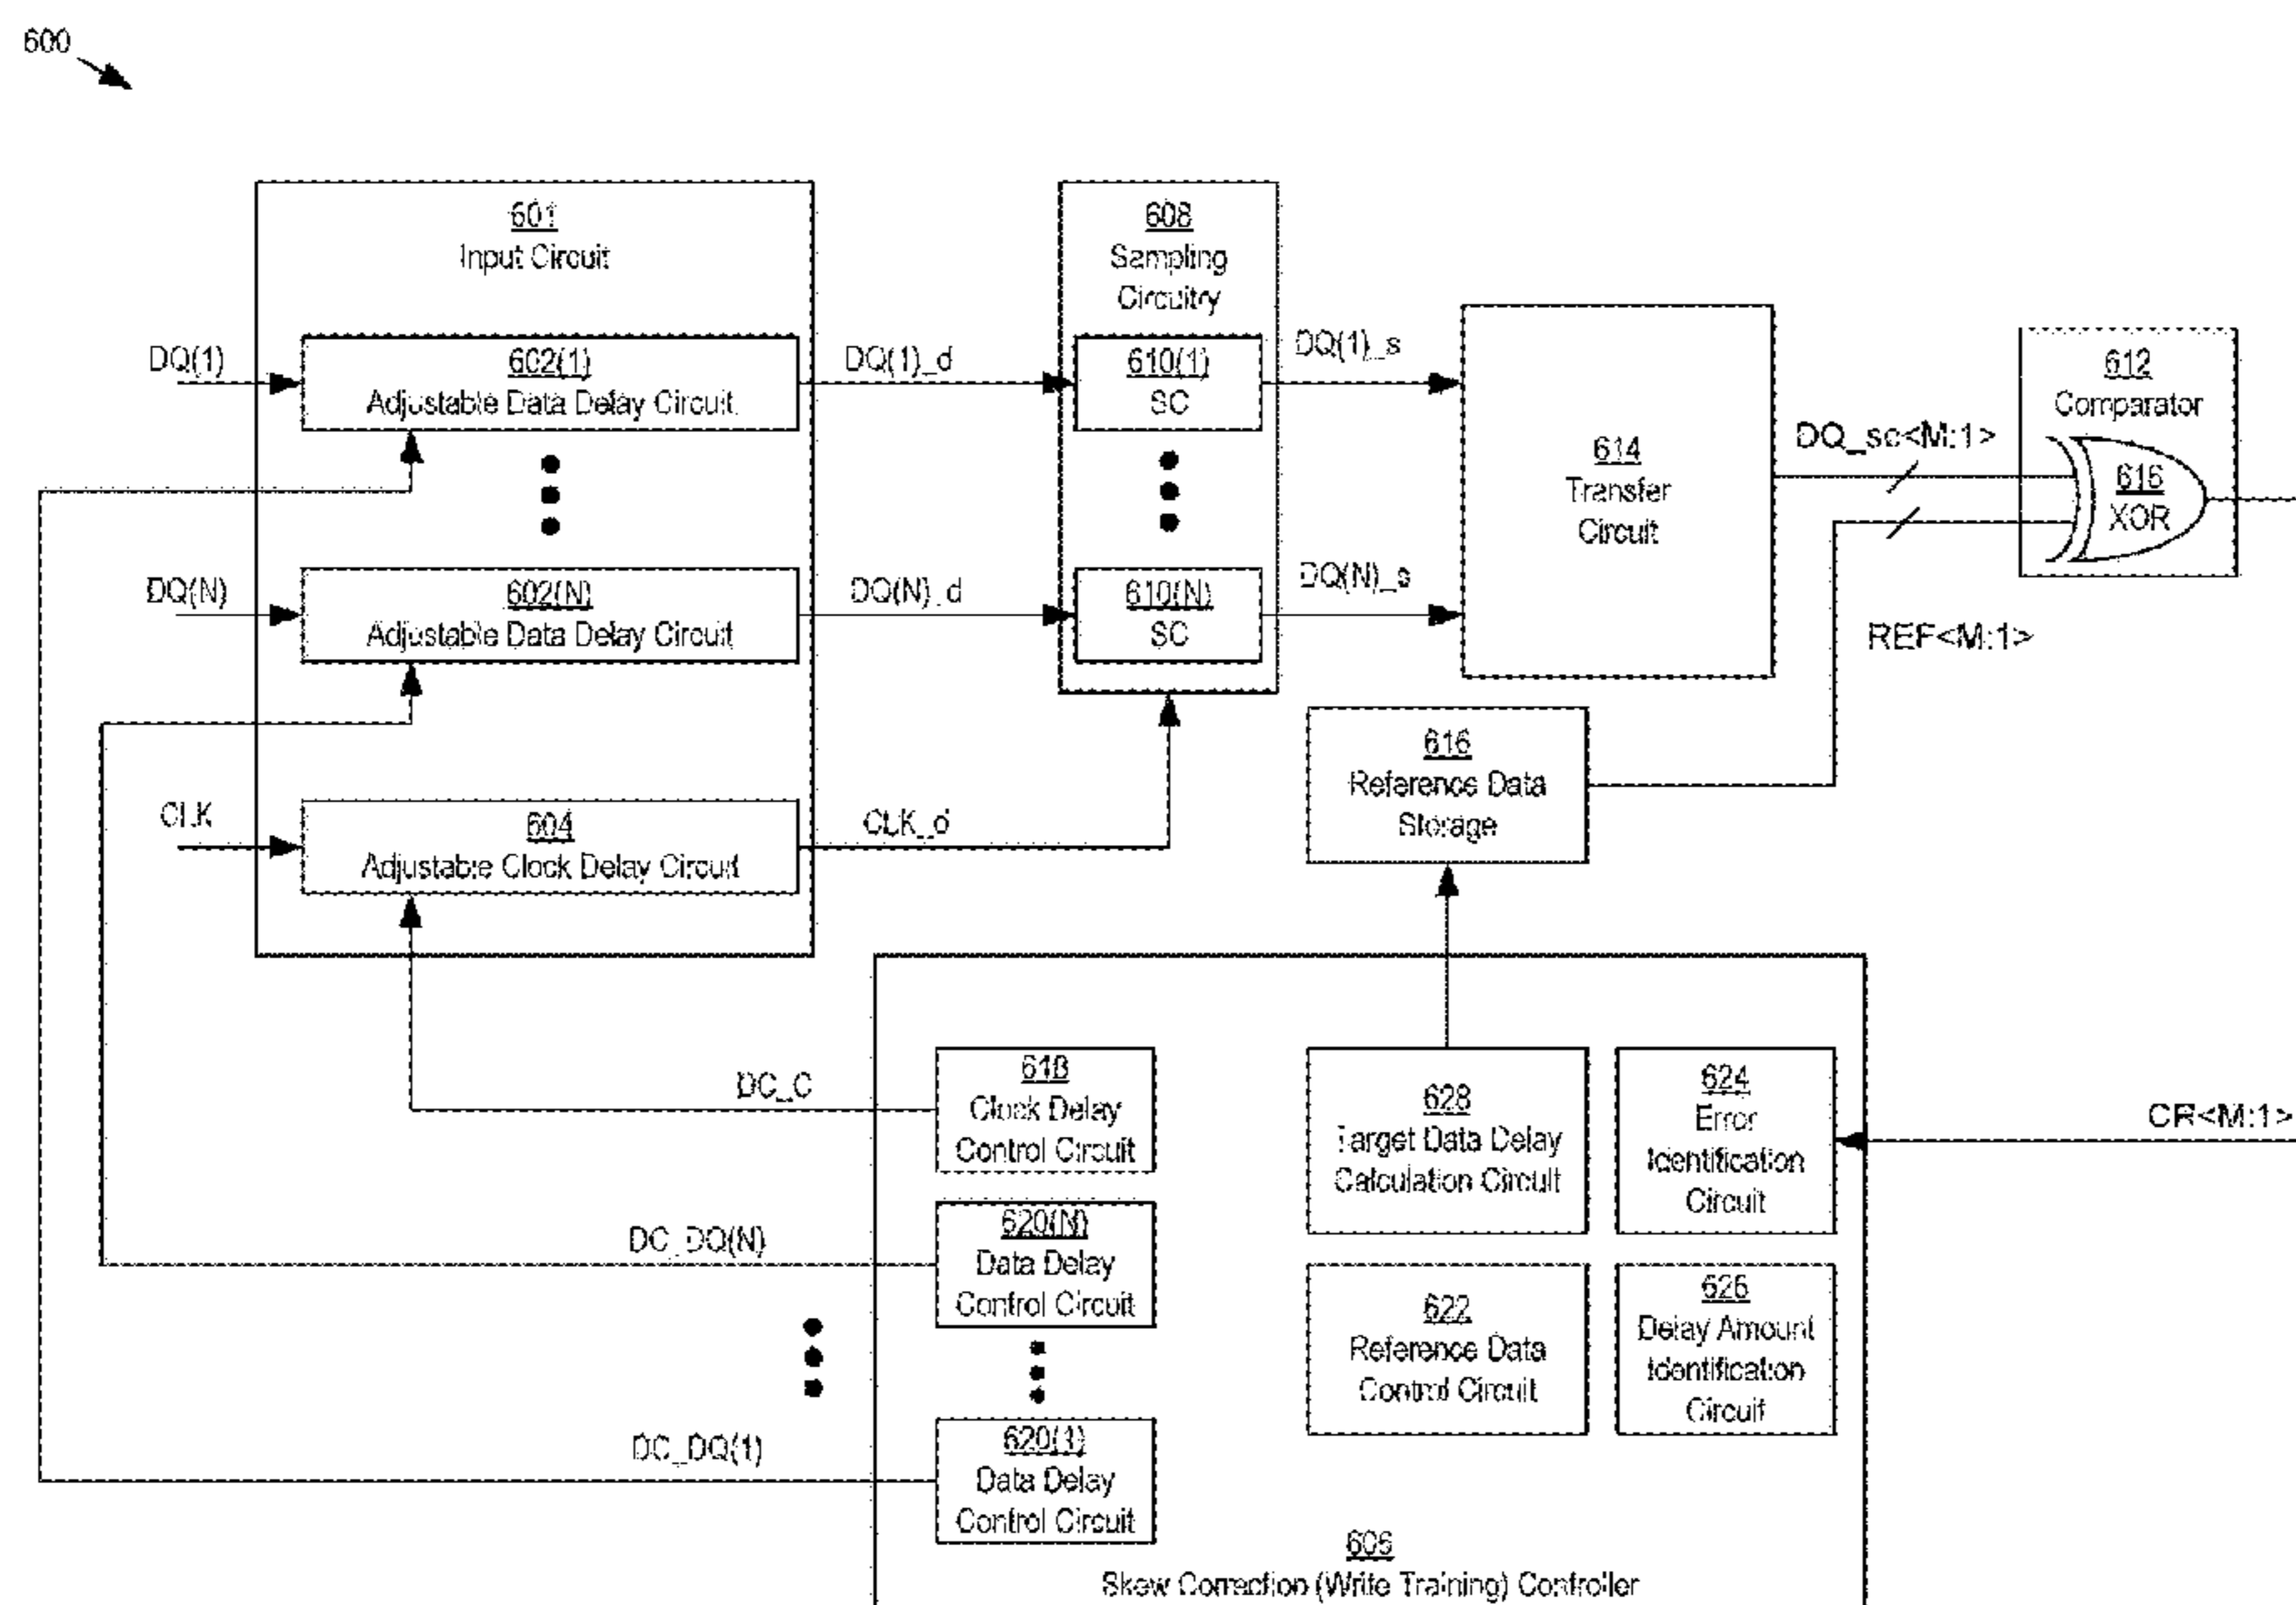 600
601
Input Circuit
DQ(1)
602(1)
Adjustable Data Delay Circuit
DQ(1)_d
DQ(N)
602(N)
Adjustable Data Delay Circuit
DQ(N)_d
CLK
604
Adjustable Clock Delay Circuit
CLK_d
608
Sampling
Circuitry
610(1)
SC
DQ(1)_s
610(N)
SC
DQ(N)_s
614
Transfer
Circuit
DQ_sc<M:1>
REF<M:1>
612
Comparator
616
XOR
616
Reference Data
Storage
DC_C
618
Clock Delay
Control Circuit
DC_DQ(N)
620(N)
Data Delay
Control Circuit
DC_DQ(1)
620(1)
Data Delay
Control Circuit
628
Target Data Delay
Calculation Circuit
624
Error
Identification
Circuit
CR<M:1>
622
Reference Data
Control Circuit
626
Delay Amount
Identification
Circuit
606
Skew Correction (Write Training) Controller